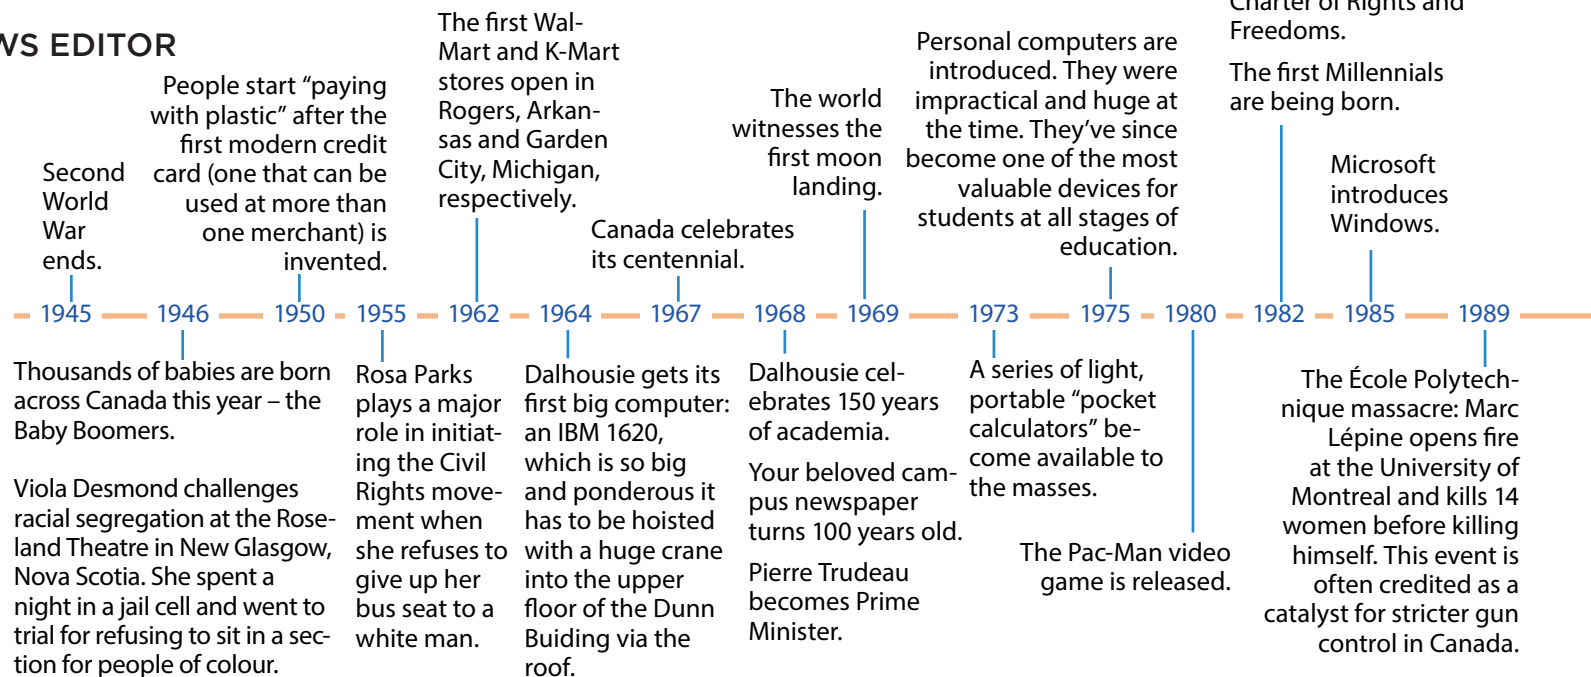 WS EDITOR
Second
World
War
ends.
People start “paying
with plastic” after the
first modern credit
card (one that can be
used at more than
one merchant) is
invented.
The first Wal-
Mart and K-Mart
stores open in
Rogers, Arkan-
sas and Garden
City, Michigan,
respectively.
Canada celebrates
its centennial.
The world
witnesses the
first moon
landing.
Personal computers are
introduced. They were
impractical and huge at
the time. They’ve since
become one of the most
valuable devices for
students at all stages of
education.
Charter of Rights and
Freedoms.
The first Millennials
are being born.
Microsoft
introduces
Windows.
1945 1946 1950 1955 1962 1964 1967 1968 1969 1973 1975 1980 1982 1985 1989
Thousands of babies are born
across Canada this year – the
Baby Boomers.
Viola Desmond challenges
racial segregation at the Rose-
land Theatre in New Glasgow,
Nova Scotia. She spent a
night in a jail cell and went to
trial for refusing to sit in a sec-
tion for people of colour.
Rosa Parks
plays a major
role in initiat-
ing the Civil
Rights move-
ment when
she refuses to
give up her
bus seat to a
white man.
Dalhousie gets its
first big computer:
an IBM 1620,
which is so big
and ponderous it
has to be hoisted
with a huge crane
into the upper
floor of the Dunn
Buiding via the
roof.
Dalhousie cel-
ebrates 150 years
of academia.
Your beloved cam-
pus newspaper
turns 100 years old.
Pierre Trudeau
becomes Prime
Minister.
A series of light,
portable “pocket
calculators” be-
come available to
the masses.
The Pac-Man video
game is released.
The École Polytech-
nique massacre: Marc
Lépine opens fire
at the University of
Montreal and kills 14
women before killing
himself. This event is
often credited as a
catalyst for stricter gun
control in Canada.